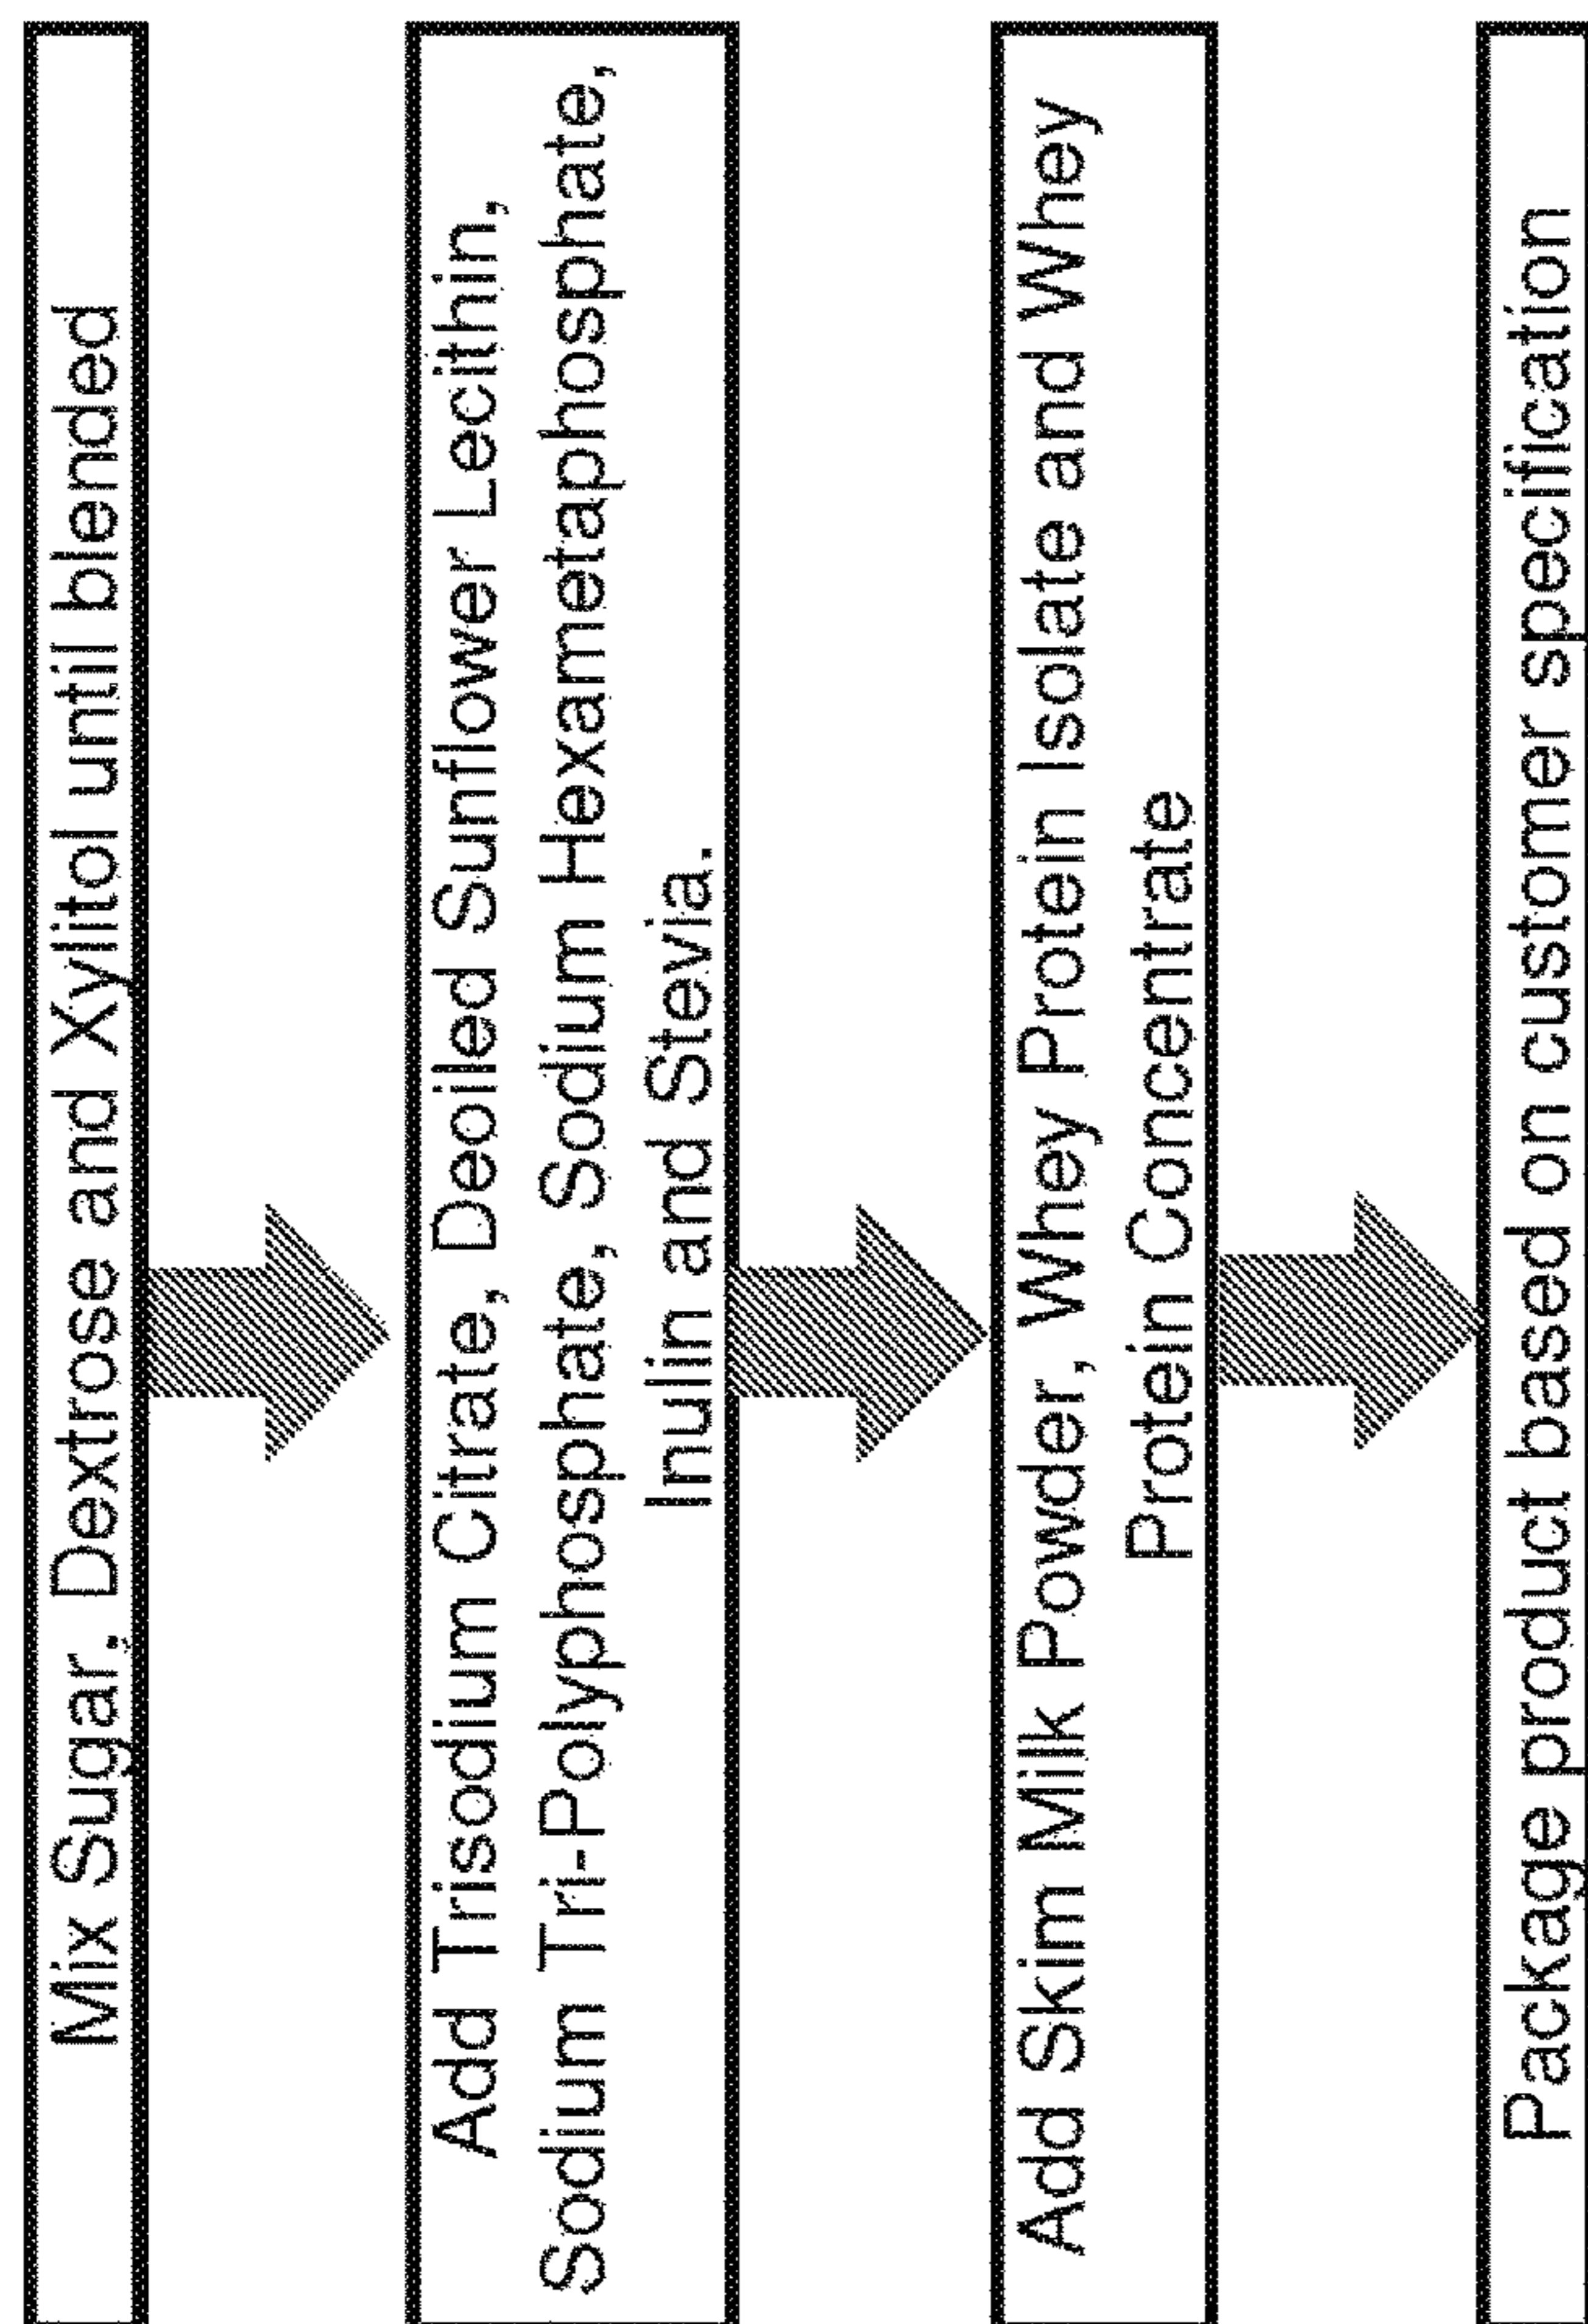 Mix Sugar, Dextrose and Xylitol until blended
Add Trisodium Citrate, Deoiled Sunflower Lecithin,
Sodium Tri-Polyphosphate, Sodium Hexametaphosphate,
Inulin and Stevia.
Add Skim Milk Powder, Whey Protein Isolate and Whey
Protein Concentrate
Package product based on customer specification